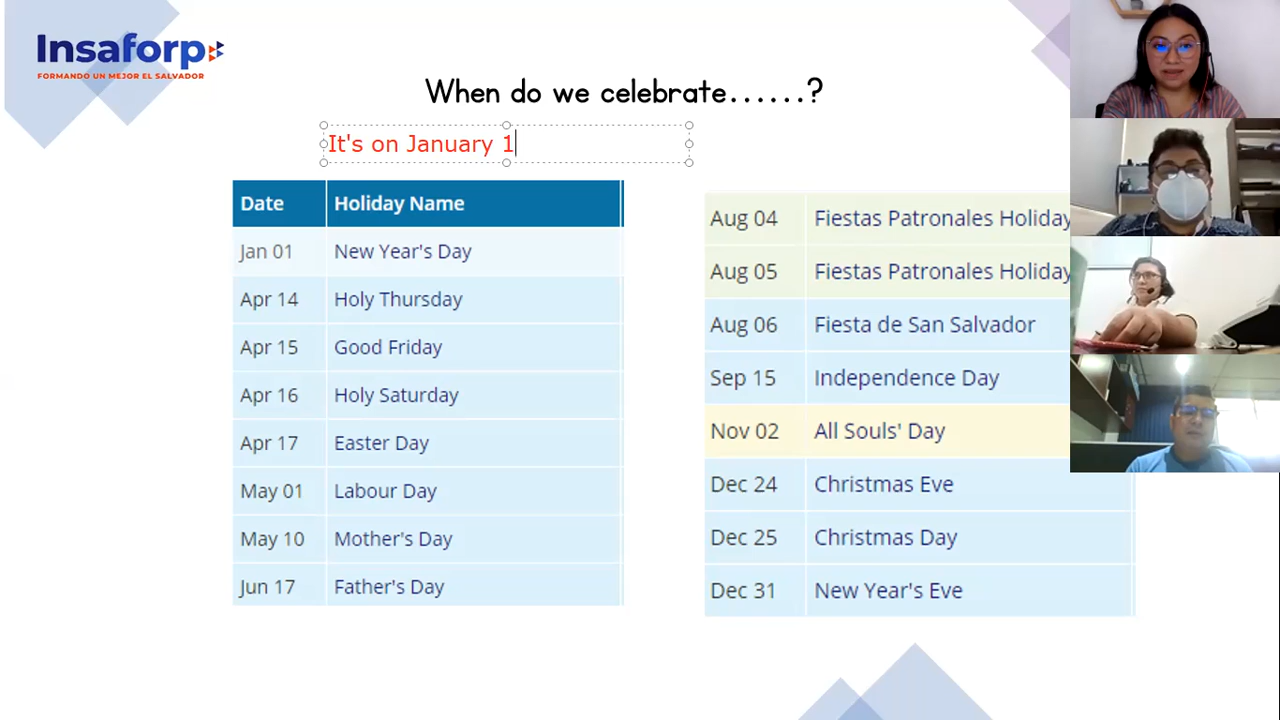 Insaforp
FORMANDO UN MEJOR EL SALVADOR
When do we celebrate......?
It's on January 1
Date Holiday Name
Jan 01 New Year's Day
Apr 14 Holy Thursday
Apr 15 Good Friday
Apr 16 Holy Saturday
Apr 17 Easter Day
May 01 Labour Day
May 10 Mother's Day
Jun 17 Father's Day
Aug 04 Fiestas Patronales Holiday
Aug 05 Fiestas Patronales Holiday
Aug 06 Fiesta de San Salvador
Sep 15 Independence Day
Nov 02 All Souls' Day
Dec 24 Christmas Eve
Dec 25 Christmas Day
Dec 31 New Year's Eve